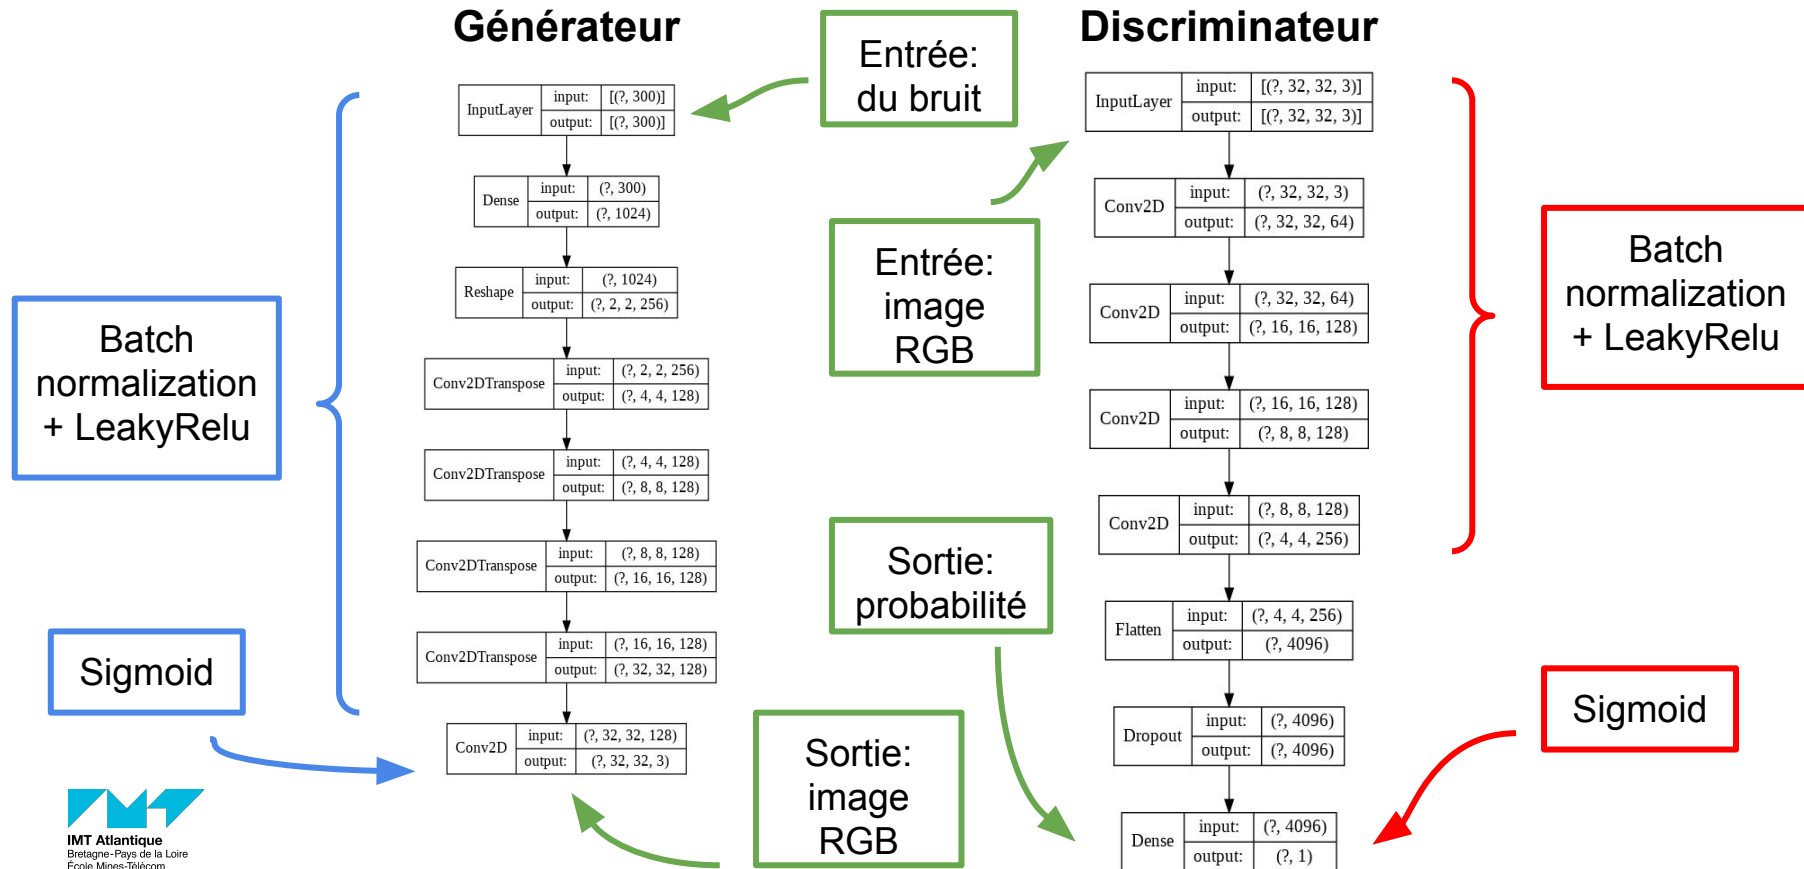 Générateur
InputLayer
input: [(?, 300)]
output: [(?, 300)]
Dense
input: (?, 300)
output: (?, 1024)
Reshape
input: (?, 1024)
output: (?, 2, 2, 256)
Conv2DTranspose
input: (?, 2, 2, 256)
output: (?, 4, 4, 128)
Conv2DTranspose
input: (?, 4, 4, 128)
output: (?, 8, 8, 128)
Conv2DTranspose
input: (?, 8, 8, 128)
output: (?, 16, 16, 128)
Conv2DTranspose
input: (?, 16, 16, 128)
output: (?, 32, 32, 128)
Conv2D
input: (?, 32, 32, 128)
output: (?, 32, 32, 3)
Batch
normalization
+ LeakyRelu
Sigmoid
Entrée:
du bruit
Entrée:
image
RGB
Sortie:
probabilité
Sortie:
image
RGB
Discriminateur
InputLayer
input: [(?, 32, 32, 3)]
output: [(?, 32, 32, 3)]
Conv2D
input: (?, 32, 32, 3)
output: (?, 32, 32, 64)
Conv2D
input: (?, 32, 32, 64)
output: (?, 16, 16, 128)
Conv2D
input: (?, 16, 16, 128)
output: (?, 8, 8, 128)
Conv2D
input: (?, 8, 8, 128)
output: (?, 4, 4, 256)
Flatten
input: (?, 4, 4, 256)
output: (?, 4096)
Dropout
input: (?, 4096)
output: (?, 4096)
Dense
input: (?, 4096)
output: (?, 1)
Batch
normalization
+ LeakyRelu
Sigmoid
IMT Atlantique
Bretagne-Pays de la Loire
École Mines-Télécom